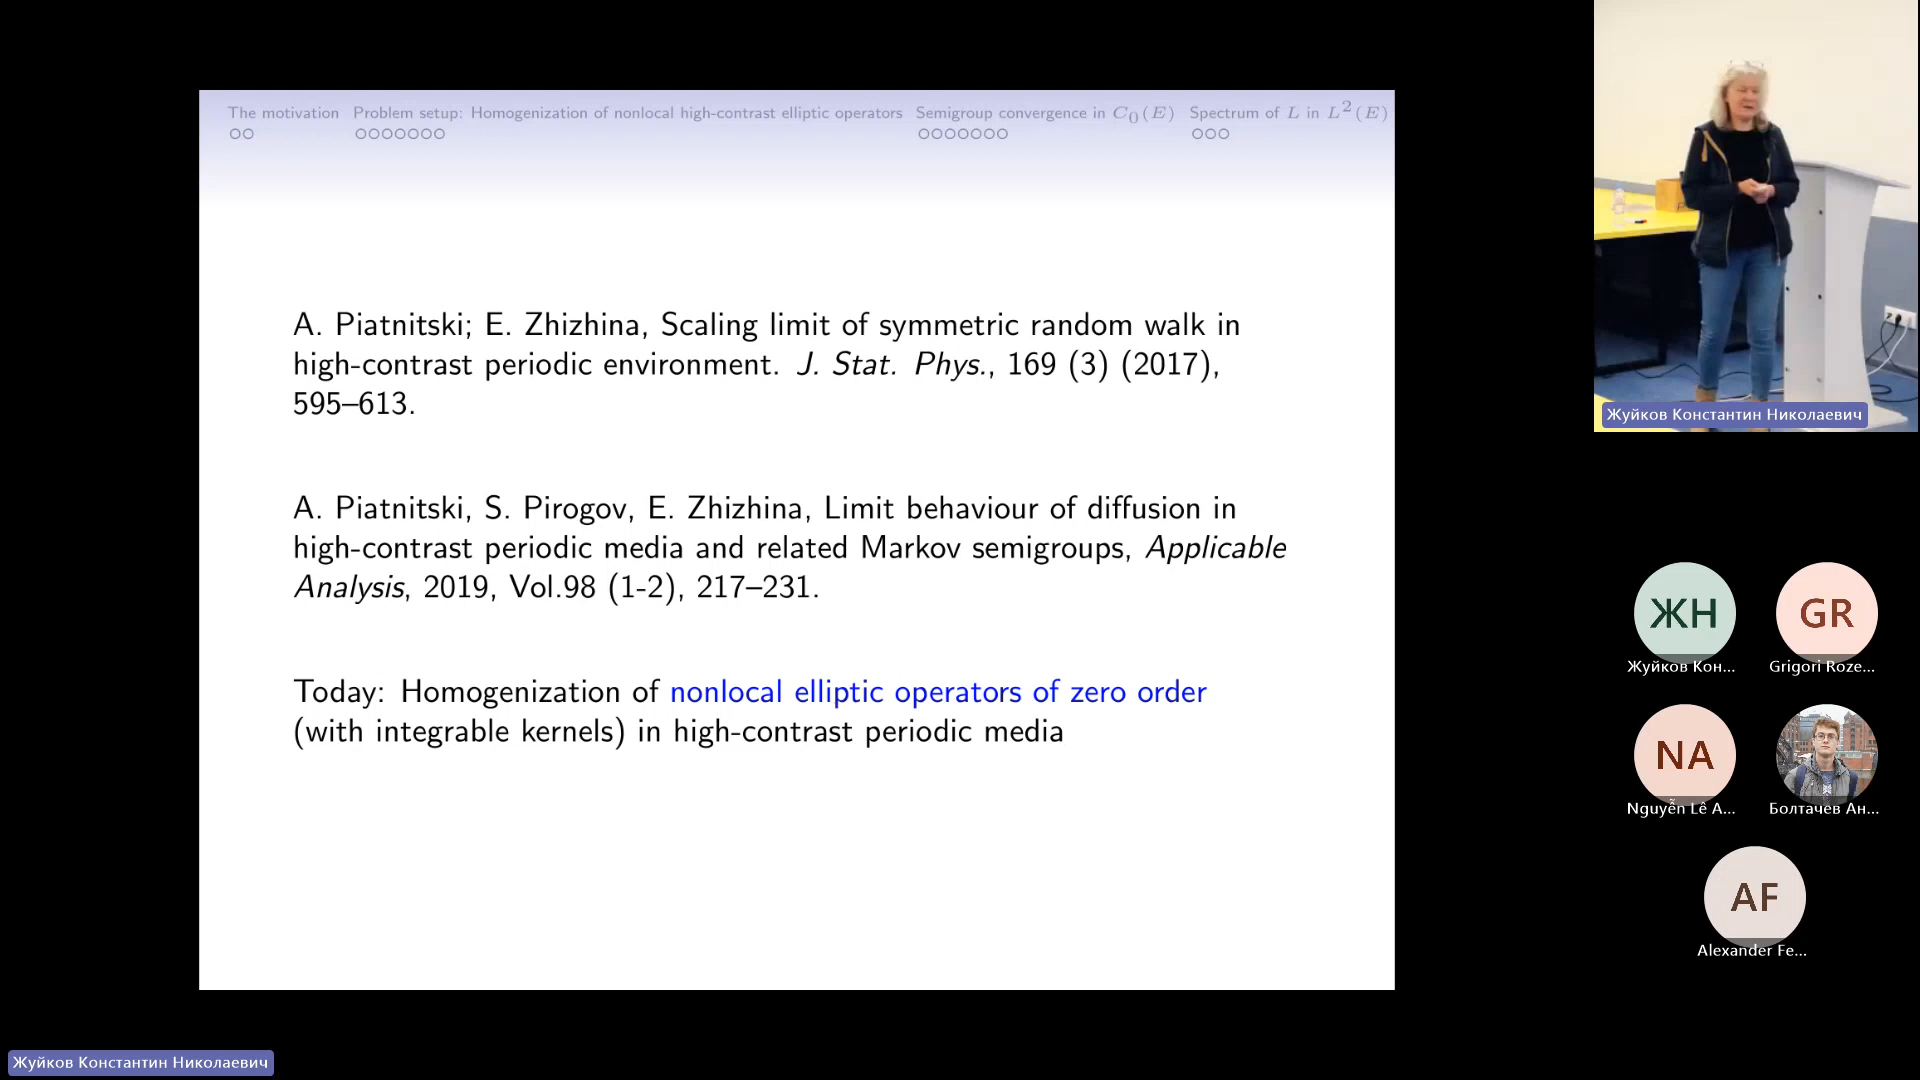 The motivation Problem setup: Homogenization of nonlocal high-contrast elliptic operators Semigroup convergence in C₀(E) Spectrum of L in L²(E)
A. Piatnitski; E. Zhizhina, Scaling limit of symmetric random walk in
high-contrast periodic environment. J. Stat. Phys., 169 (3) (2017),
595–613.
A. Piatnitski, S. Pirogov, E. Zhizhina, Limit behaviour of diffusion in
high-contrast periodic media and related Markov semigroups, Applicable
Analysis, 2019, Vol.98 (1-2), 217–231.
Today: Homogenization of nonlocal elliptic operators of zero order
(with integrable kernels) in high-contrast periodic media
Жуйков Константин Николаевич
ЖН
Жуйков Кон...
GR
Grigori Roze...
NA
Nguyễn Lê A...
Болтачев Ан...
AF
Alexander Fe...
Жуйков Константин Николаевич